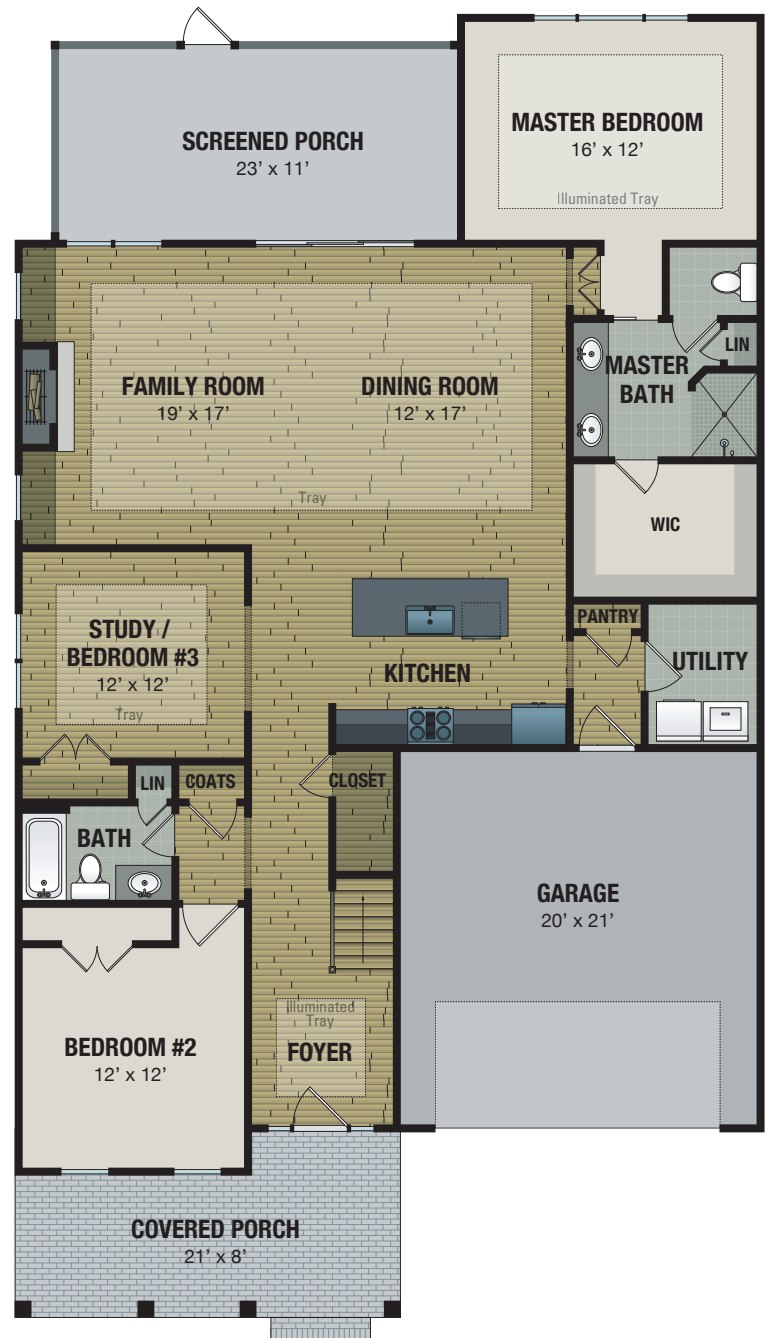 MASTER BEDROOM
16’ x 12’
Illuminated Tray
SCREENED PORCH
23’ x 11’
LIN
MASTER
BATH
FAMILY ROOM
19’ x 17’
DINING ROOM
12’ x 17’
Tray
WIC
PANTRY
UTILITY
STUDY /
BEDROOM #3
12’ x 12’
Tray
KITCHEN
LIN
COATS
CLOSET
BATH
GARAGE
20’ x 21’
Illuminated
Tray
FOYER
BEDROOM #2
12’ x 12’
COVERED PORCH
21’ x 8’